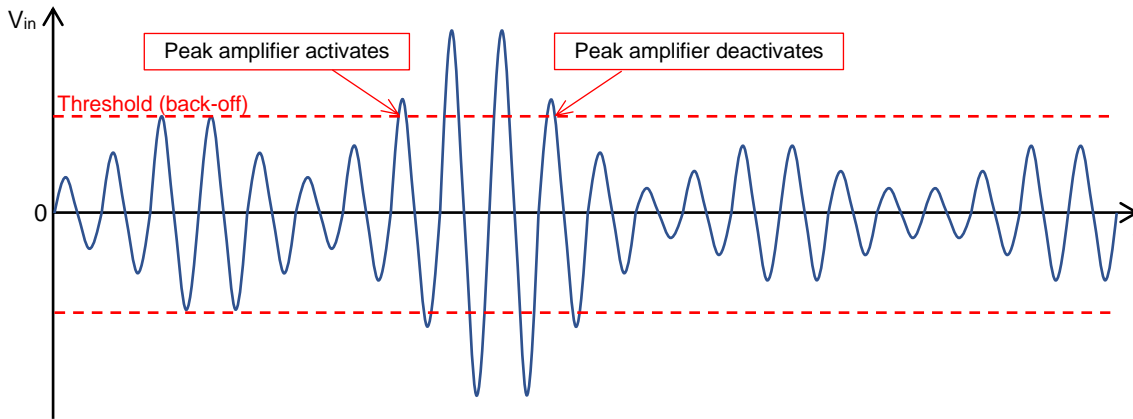 Vin
Peak amplifier activates
Peak amplifier deactivates
Threshold (back-off)
0